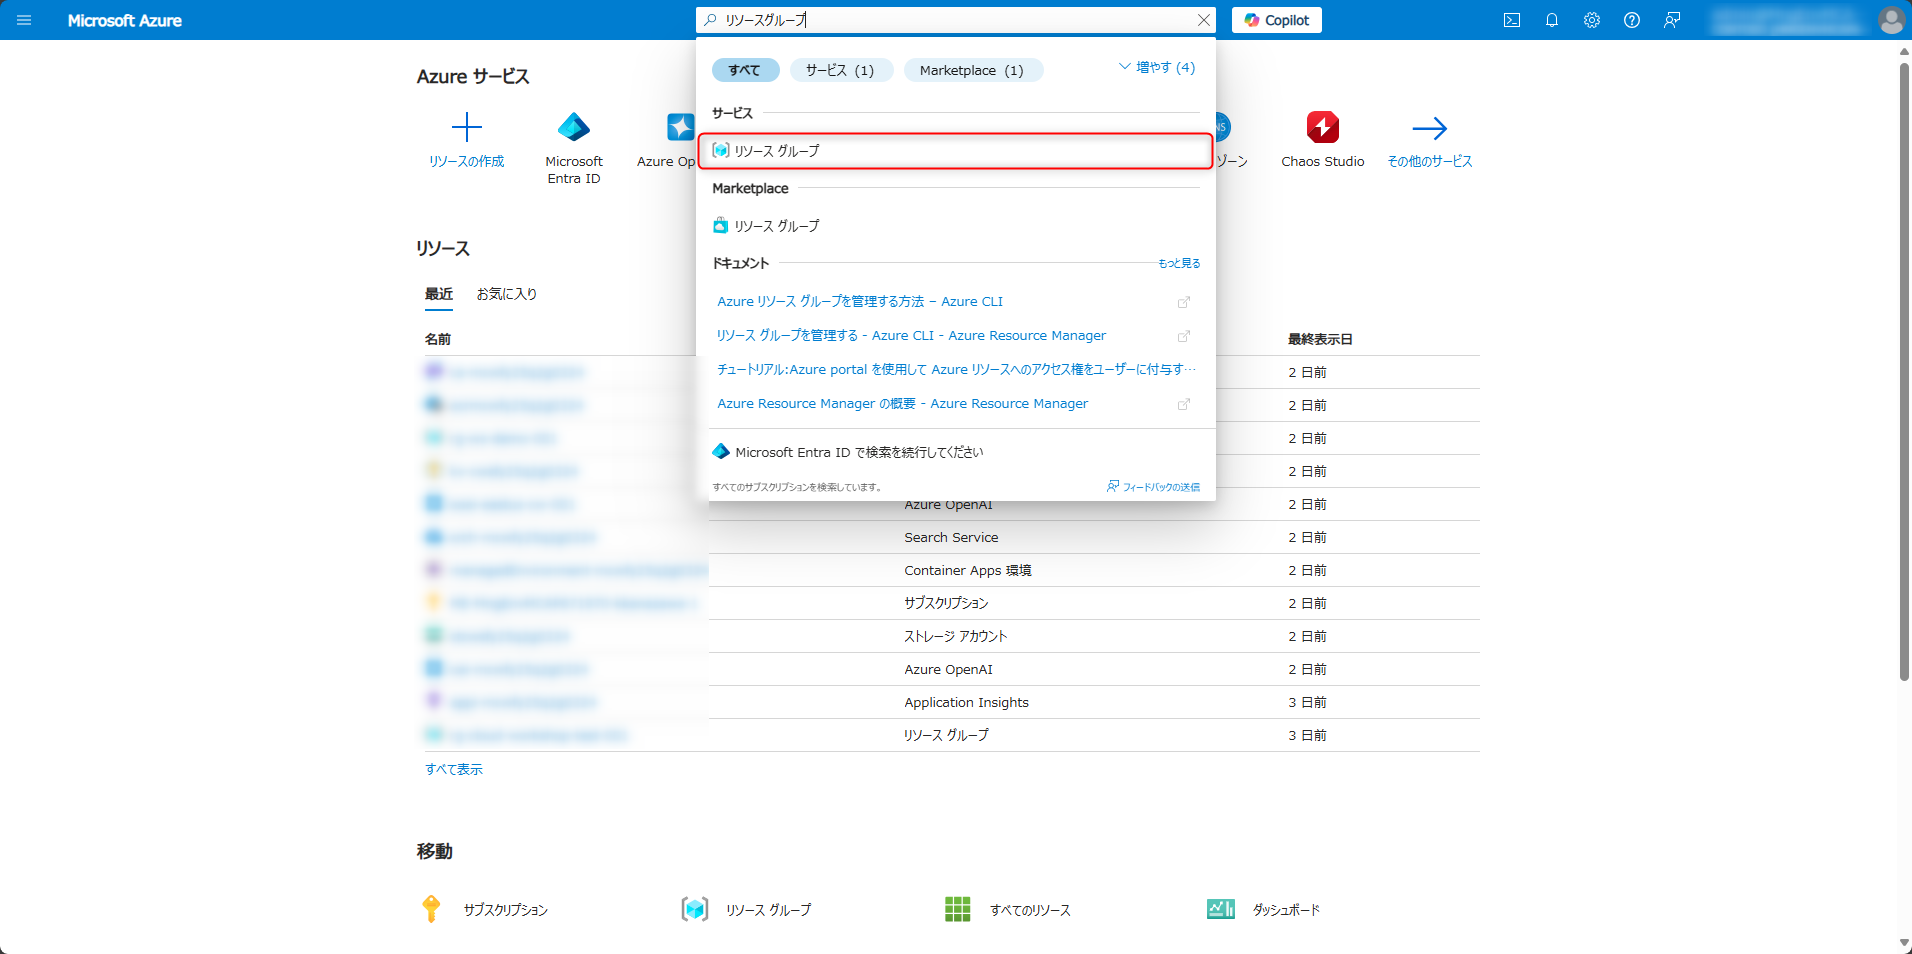 Microsoft Azure
リソースグループ
Copilot
すべて
サービス (1)
Marketplace (1)
増やす (4)
サービス
リソース グループ
Marketplace
リソース グループ
ドキュメント
もっと見る
Azure リソース グループを管理する方法 – Azure CLI
リソース グループを管理する - Azure CLI - Azure Resource Manager
チュートリアル:Azure portal を使用して Azure リソースへのアクセス権をユーザーに付与す…
Azure Resource Manager の概要 - Azure Resource Manager
Microsoft Entra ID で検索を続行してください
すべてのサブスクリプションを検索しています。
フィードバックの送信
Azure サービス
リソースの作成
Microsoft
Entra ID
Azure Op
NS
ゾーン
Chaos Studio
その他のサービス
リソース
最近
お気に入り
名前
最終表示日
2 日前
2 日前
2 日前
2 日前
Azure OpenAI
2 日前
Search Service
2 日前
Container Apps 環境
2 日前
サブスクリプション
2 日前
ストレージ アカウント
2 日前
Azure OpenAI
2 日前
Application Insights
3 日前
リソース グループ
3 日前
すべて表示
移動
サブスクリプション
リソース グループ
すべてのリソース
ダッシュボード